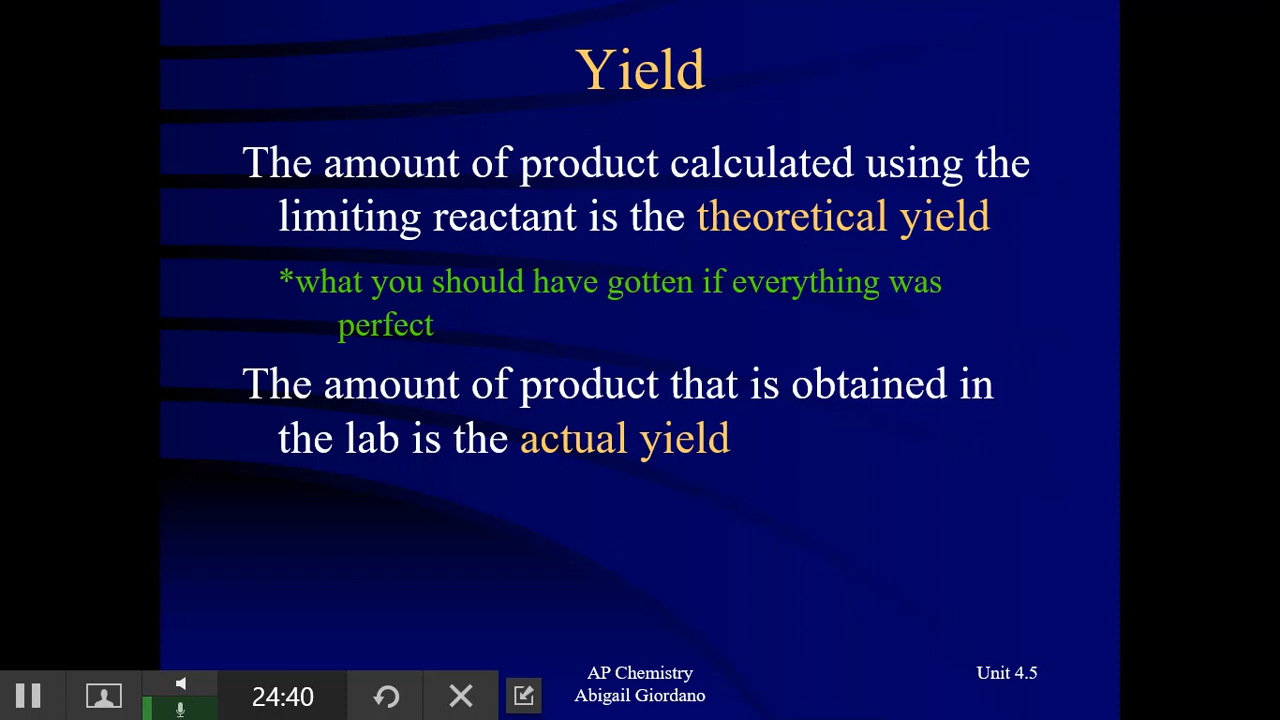 Yield
The amount of product calculated using the
limiting reactant is the theoretical yield
*what you should have gotten if everything was
perfect
The amount of product that is obtained in
the lab is the actual yield
24:40
AP Chemistry
Abigail Giordano
Unit 4.5